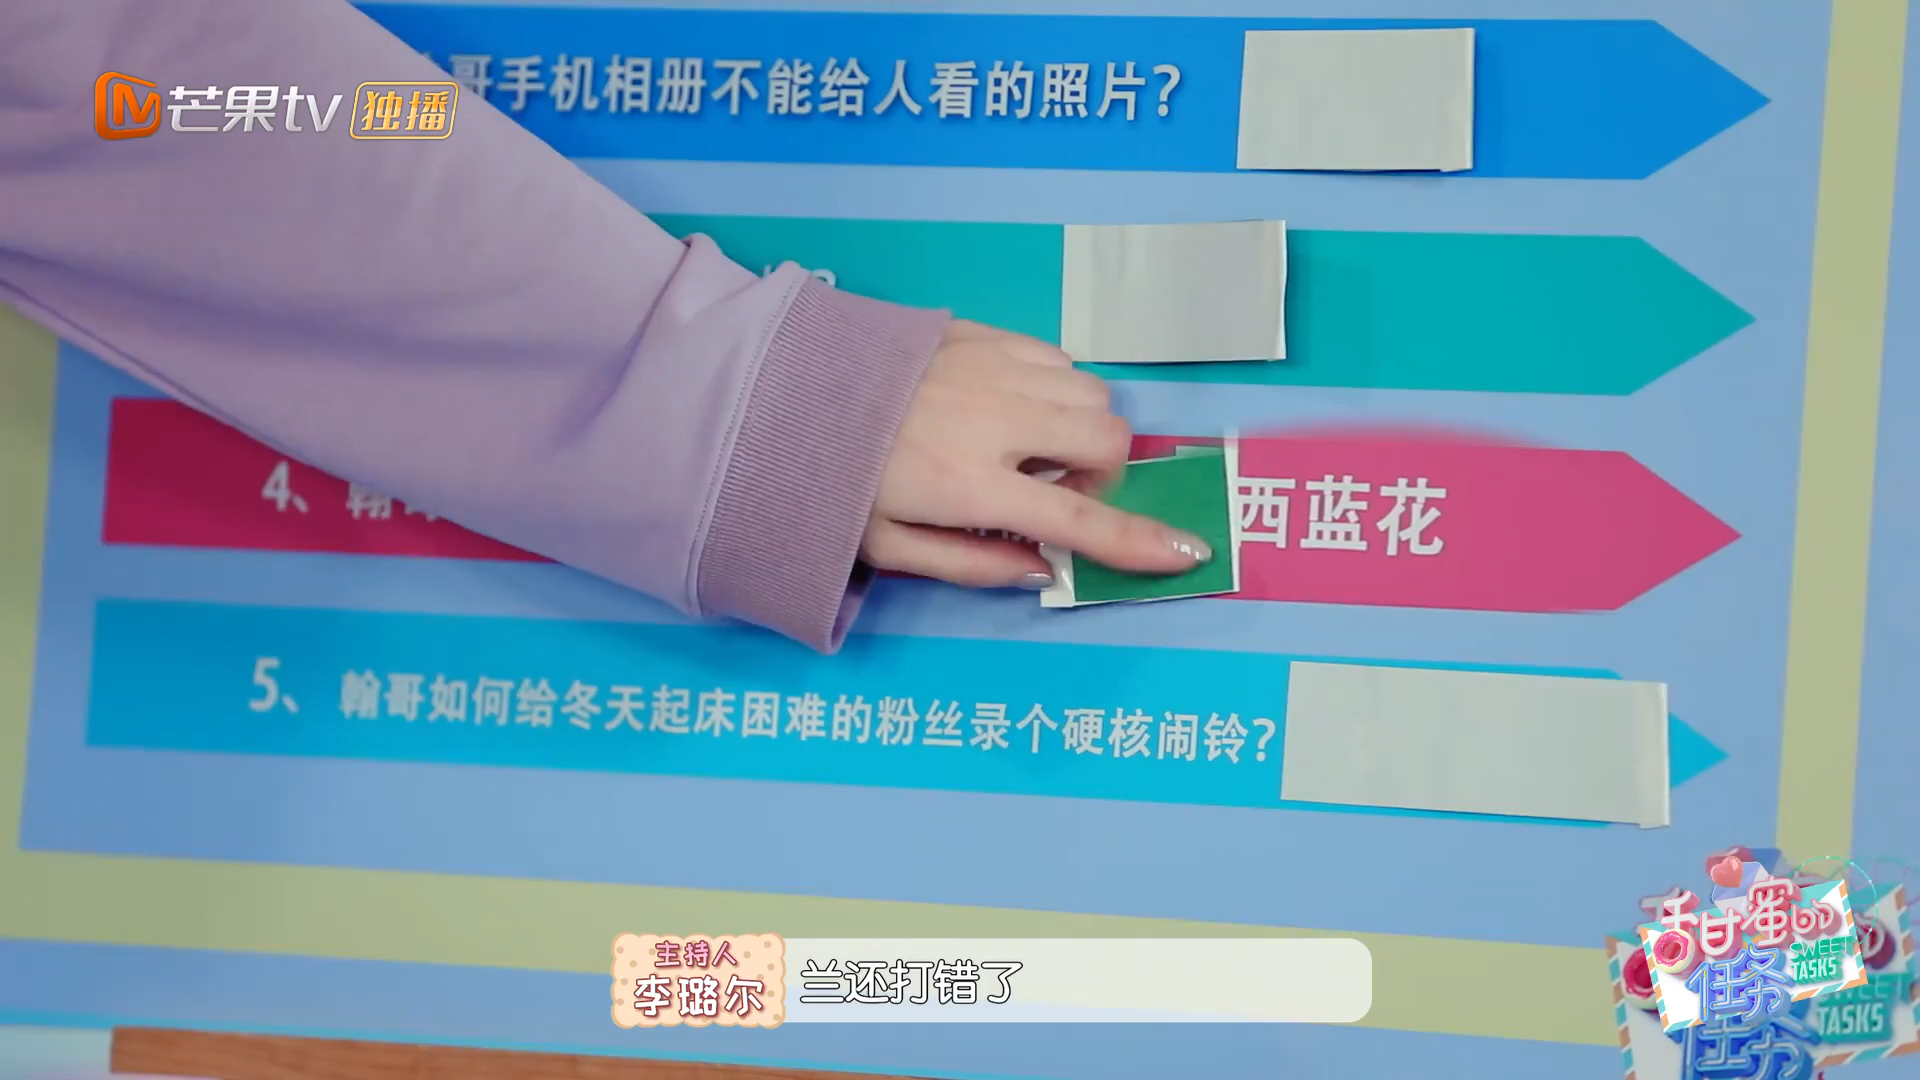 芒果tv 独播
哥手机相册不能给人看的照片?
4、翰
西蓝花
5、翰哥如何给冬天起床困难的粉丝录个硬核闹铃?
主持人
李璐尔
兰还打错了
甜蜜的
任务
SWEET
TASKS